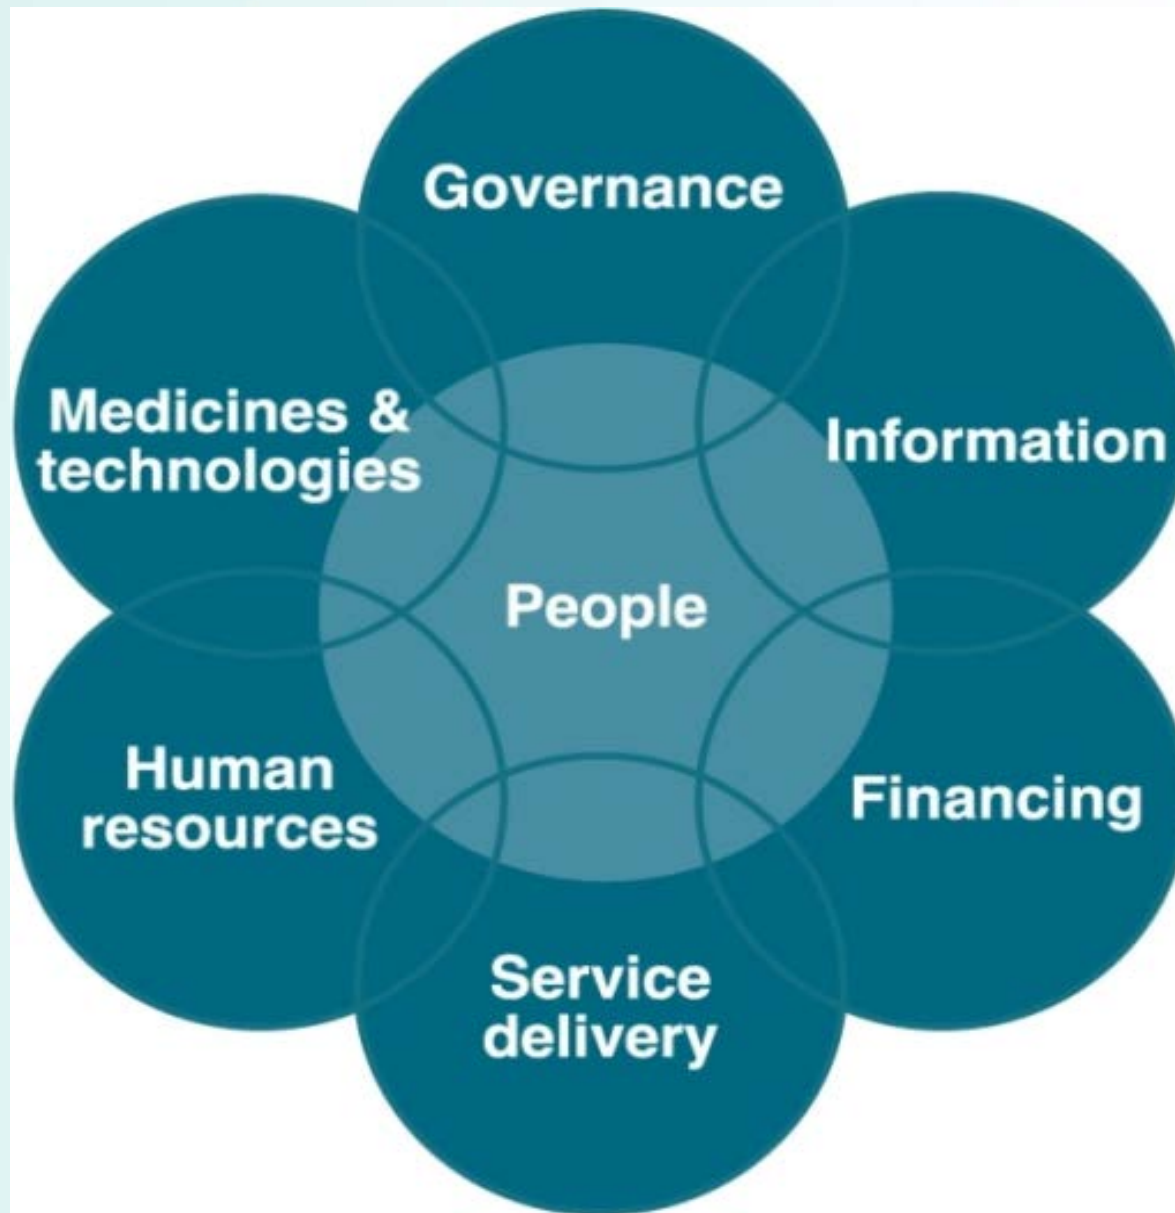 Governance
Medicines &
technologies
Information
People
Human
resources
Financing
Service
delivery